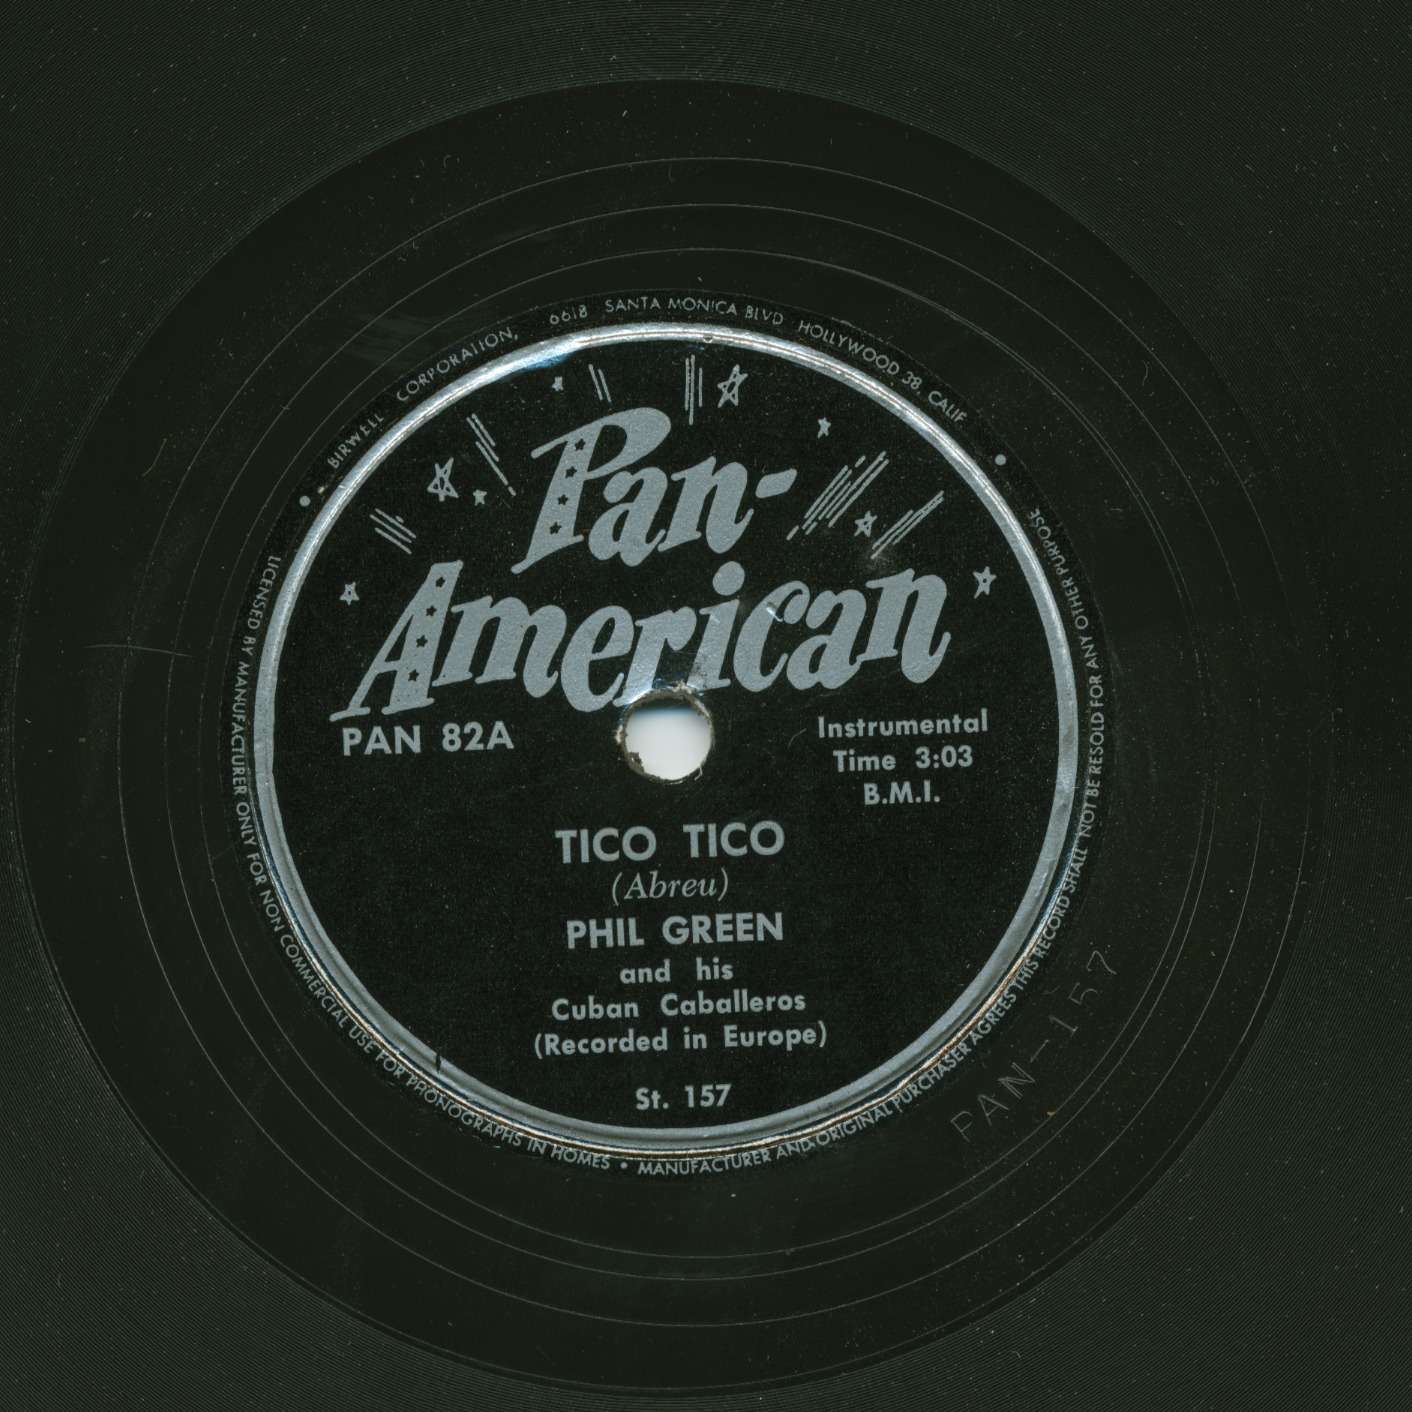 BIRWELL CORPORATION, 6618 SANTA MONICA BLVD HOLLYWOOD 38, CALIF.
Pan-
American
PAN 82A
Instrumental
Time 3:03
B.M.I.
TICO TICO
(Abreu)
PHIL GREEN
and his
Cuban Caballeros
(Recorded in Europe)
St. 157
LICENSED BY MANUFACTURER ONLY FOR NON COMMERCIAL USE FOR PHONOGRAPHS IN HOMES • MANUFACTURER AND ORIGINAL PURCHASER AGREES THIS RECORD SHALL NOT BE RESOLD FOR ANY OTHER PURPOSE
PAN-157